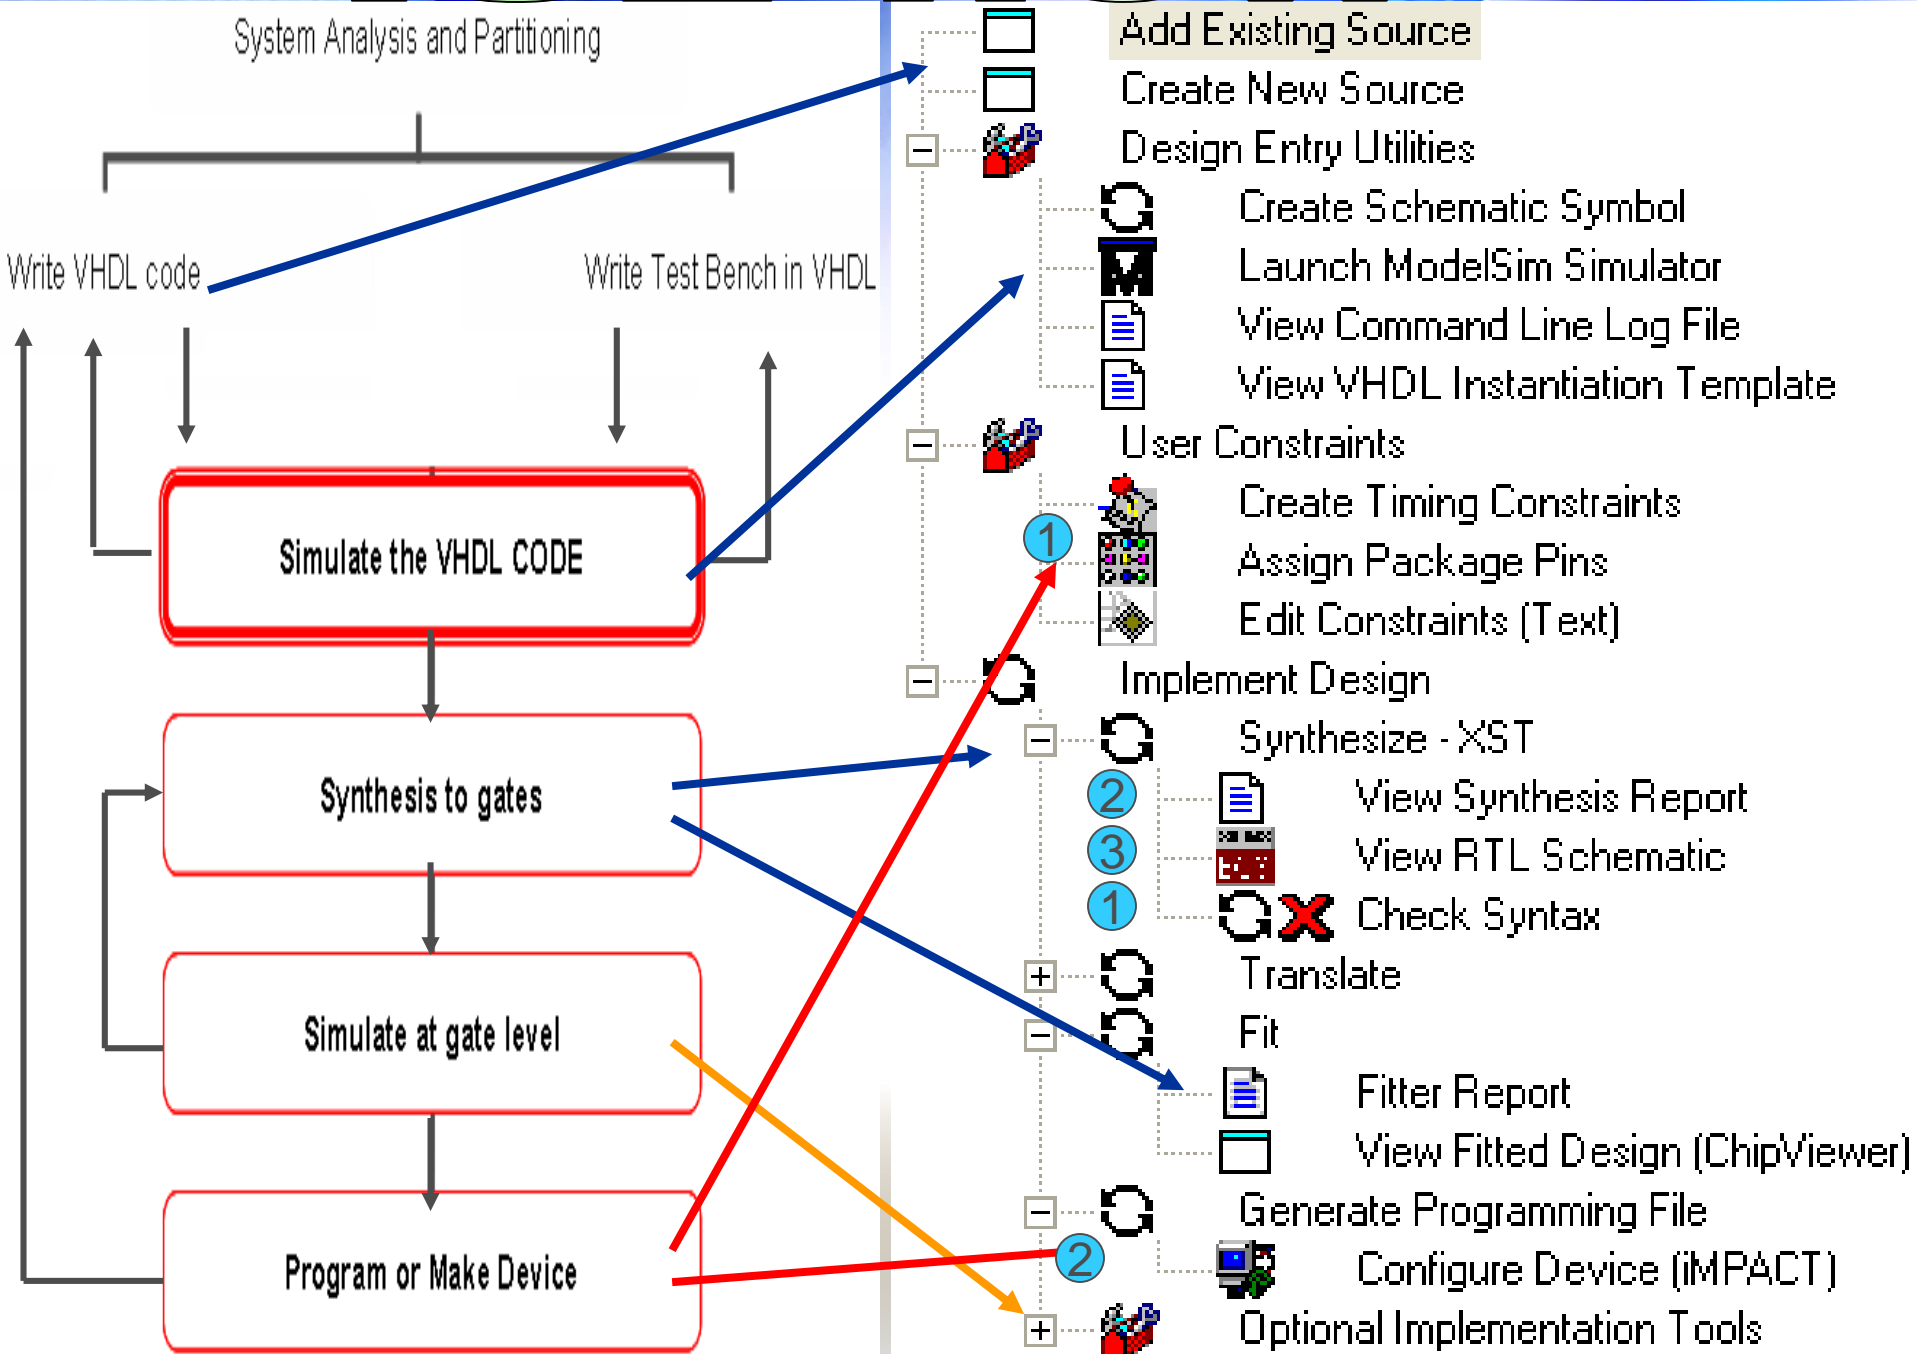 System Analysis and Partitioning
Write VHDL code
Write Test Bench in VHDL
Simulate the VHDL CODE
Synthesis to gates
Simulate at gate level
Program or Make Device
Add Existing Source
Create New Source
Design Entry Utilities
Create Schematic Symbol
Launch ModelSim Simulator
View Command Line Log File
View VHDL Instantiation Template
User Constraints
Create Timing Constraints
1
Assign Package Pins
Edit Constraints (Text)
Implement Design
Synthesize - XST
2 View Synthesis Report
3 View RTL Schematic
1 Check Syntax
Translate
Fit
Fitter Report
View Fitted Design (ChipViewer)
Generate Programming File
2 Configure Device (iMPACT)
Optional Implementation Tools